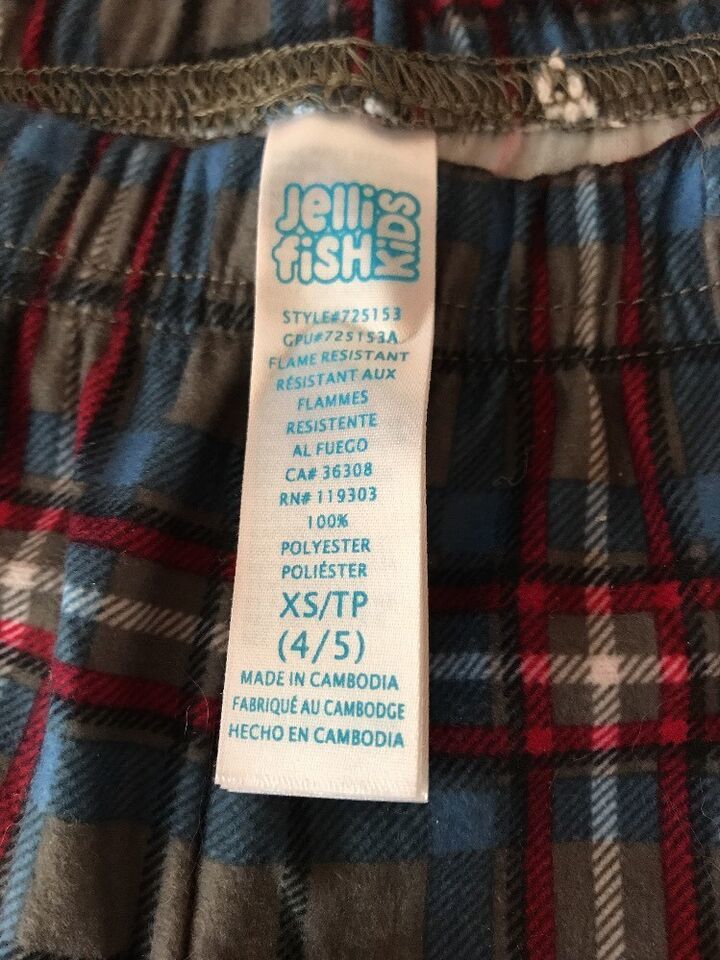 Jelli
fiSH
KiDS
STYLE#725153
GPU#725153A
FLAME RESISTANT
RÉSISTANT AUX
FLAMMES
RESISTENTE
AL FUEGO
CA# 36308
RN# 119303
100%
POLYESTER
POLIÉSTER
XS/TP
(4/5)
MADE IN CAMBODIA
FABRIQUÉ AU CAMBODGE
HECHO EN CAMBODIA